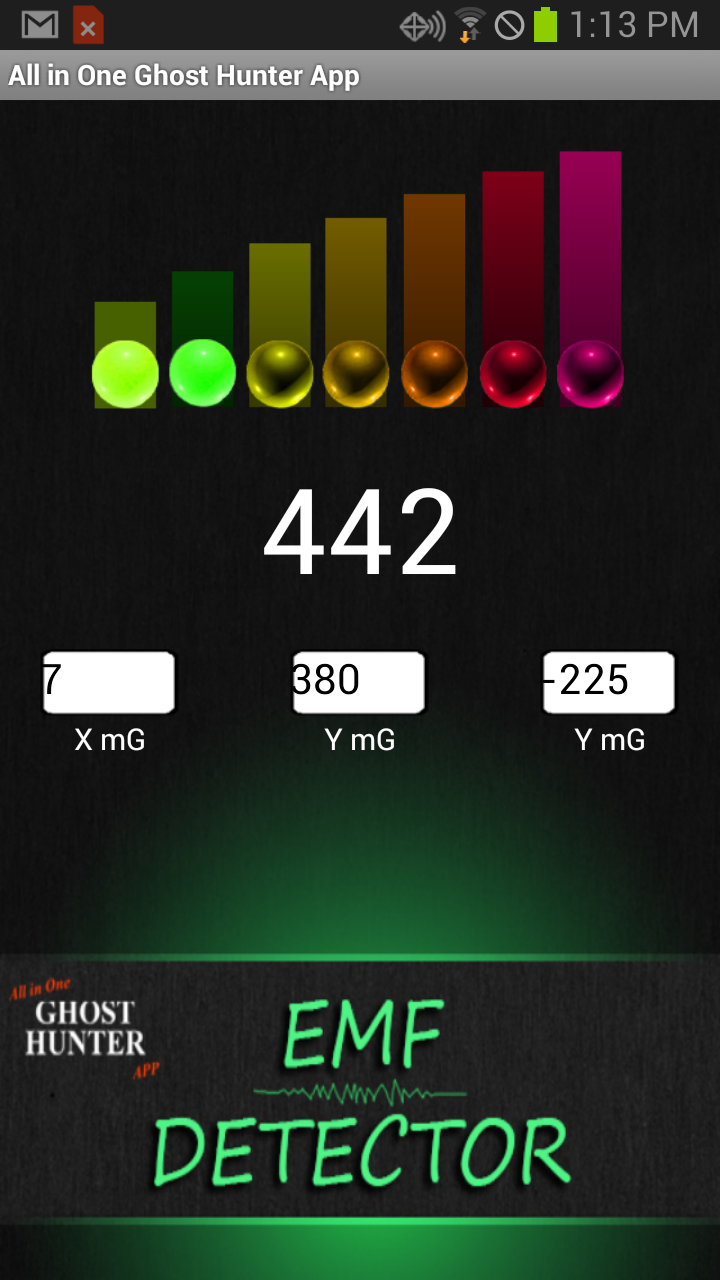 1:13 PM
All in One Ghost Hunter App
442
7
380
-225
X mG
Y mG
Y mG
All in One
GHOST
HUNTER
APP
EMF
DETECTOR